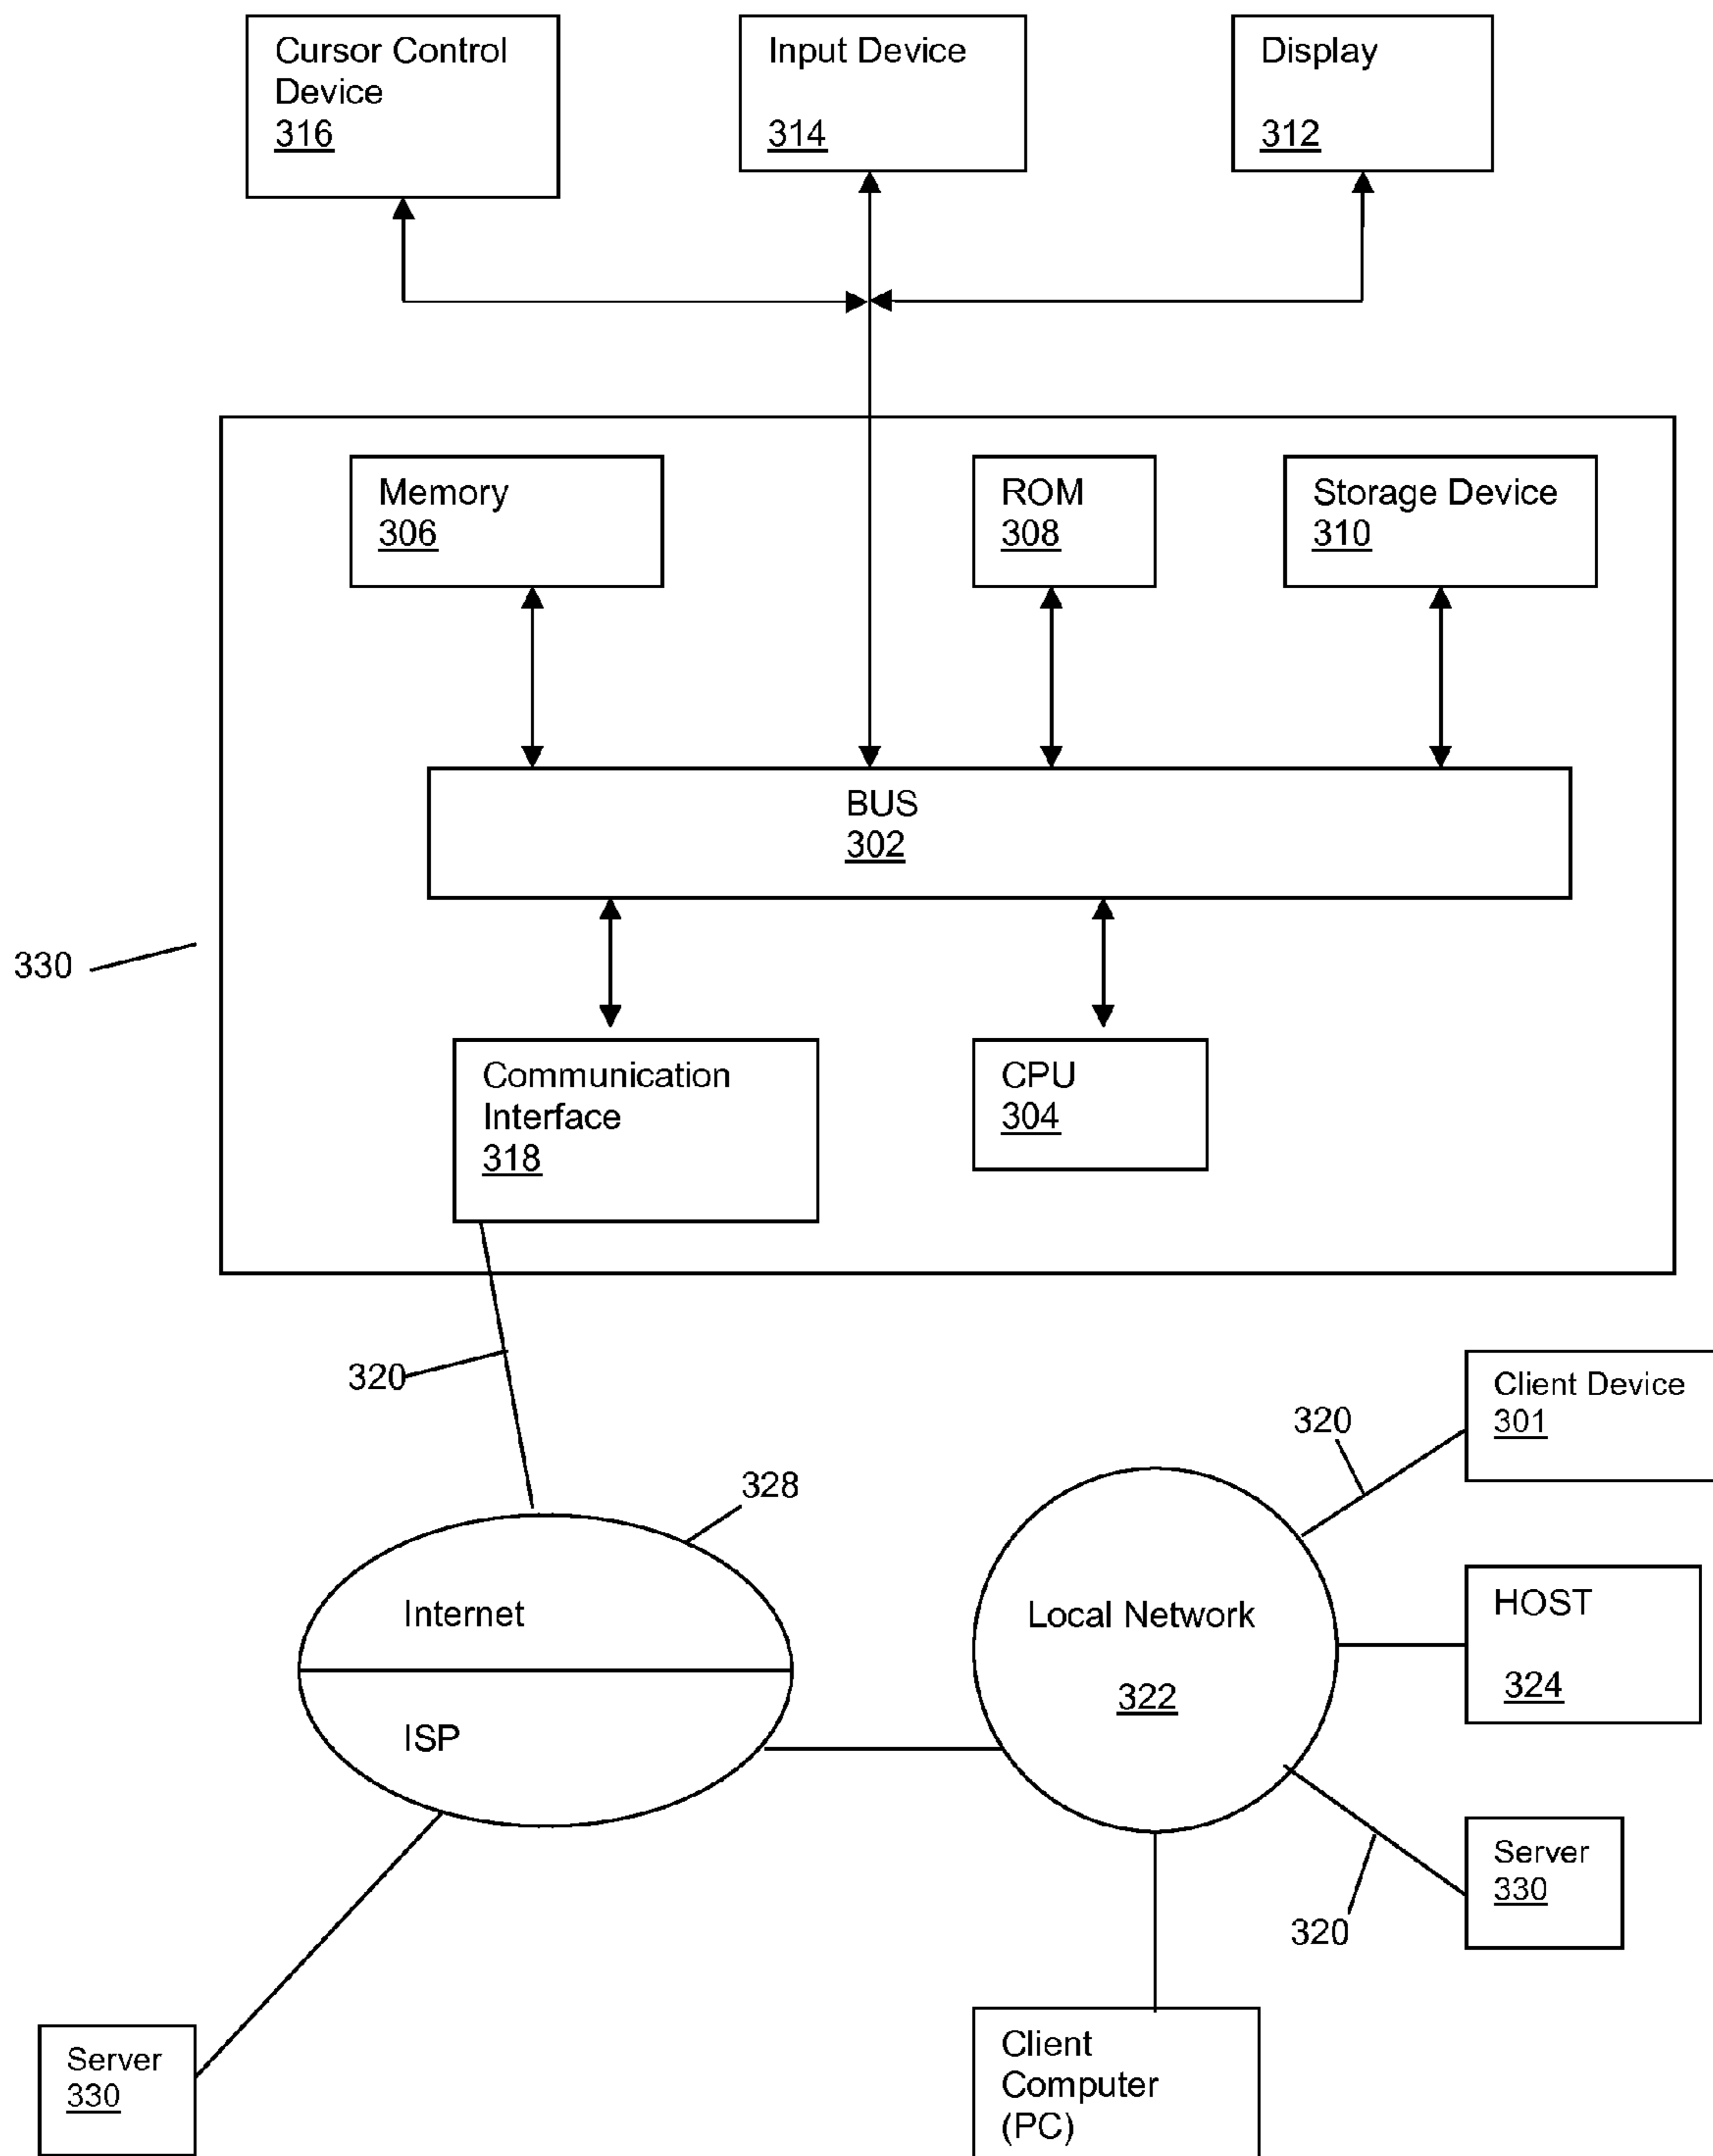 Cursor Control
Device
316
Input Device
314
Display
312
Memory
306
ROM
308
Storage Device
310
BUS
302
330
Communication
Interface
318
CPU
304
320
Client Device
301
320
328
HOST
324
Internet
Local Network
322
ISP
Server
330
320
Client
Computer
(PC)
Server
330